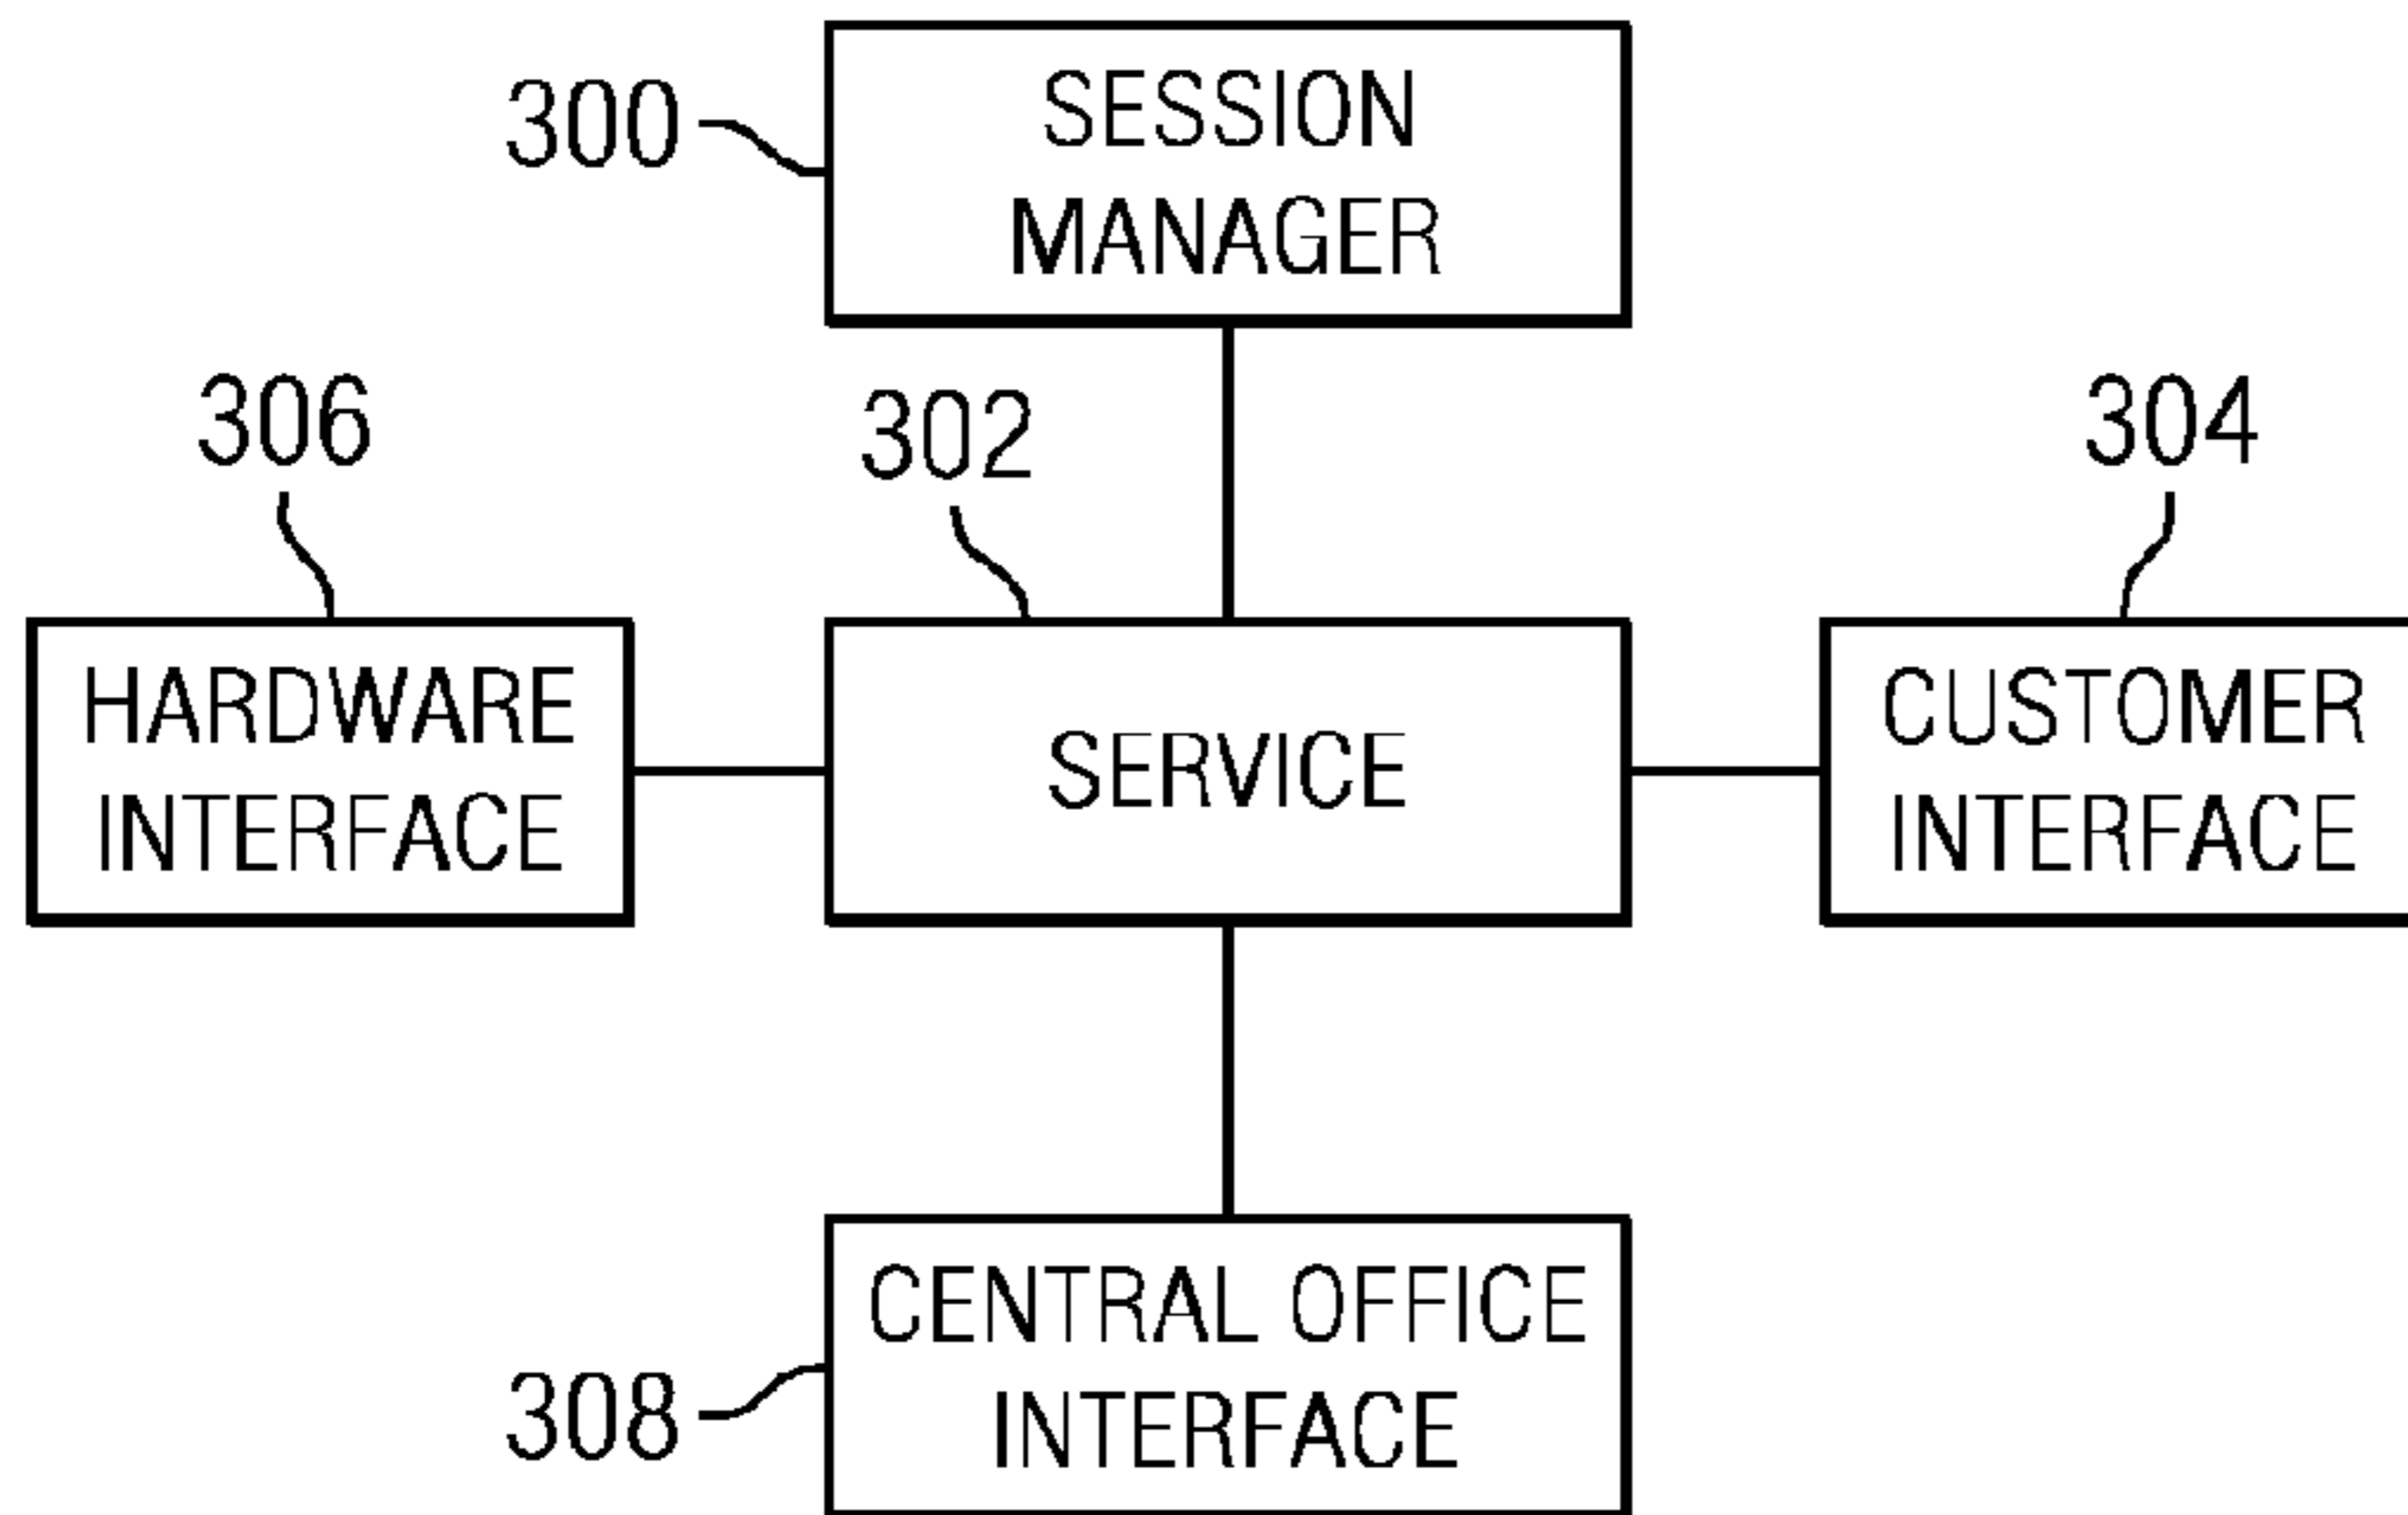 300
SESSION
MANAGER
306
302
304
HARDWARE
INTERFACE
SERVICE
CUSTOMER
INTERFACE
308
CENTRAL OFFICE
INTERFACE